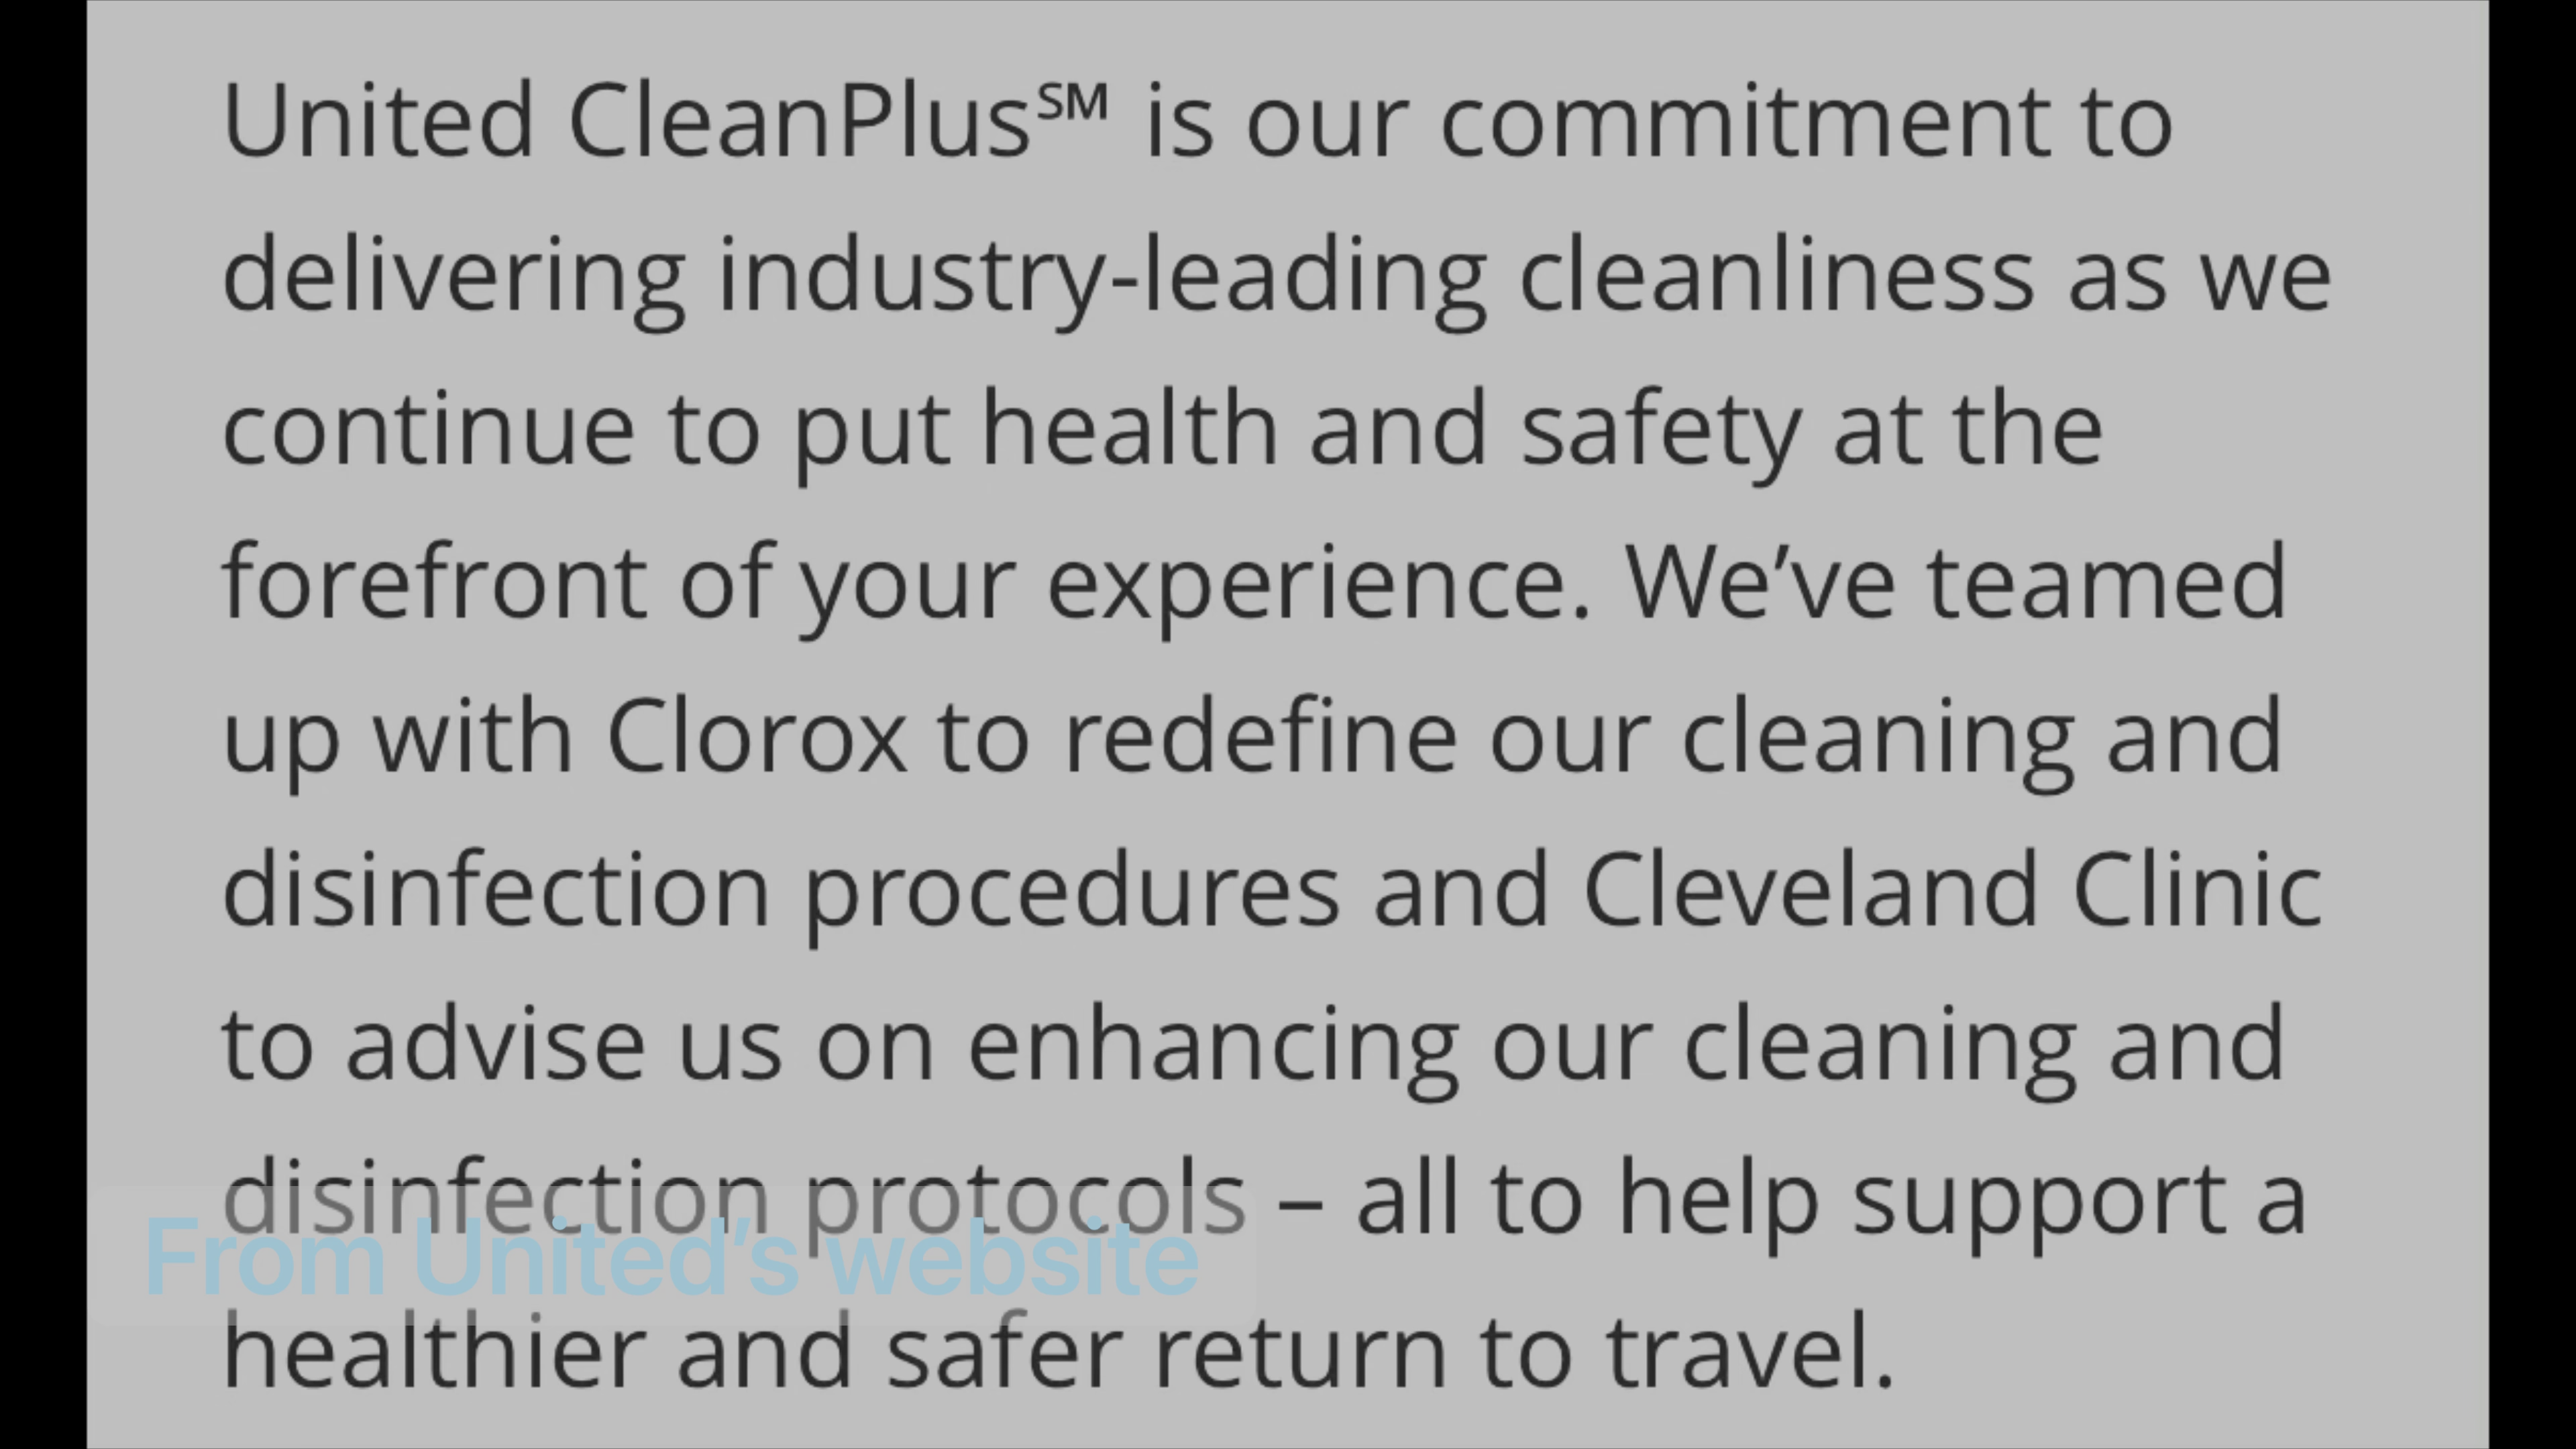 United CleanPlus℠ is our commitment to
delivering industry-leading cleanliness as we
continue to put health and safety at the
forefront of your experience. We’ve teamed
up with Clorox to redefine our cleaning and
disinfection procedures and Cleveland Clinic
to advise us on enhancing our cleaning and
disinfection protocols – all to help support a
From United’s website
healthier and safer return to travel.